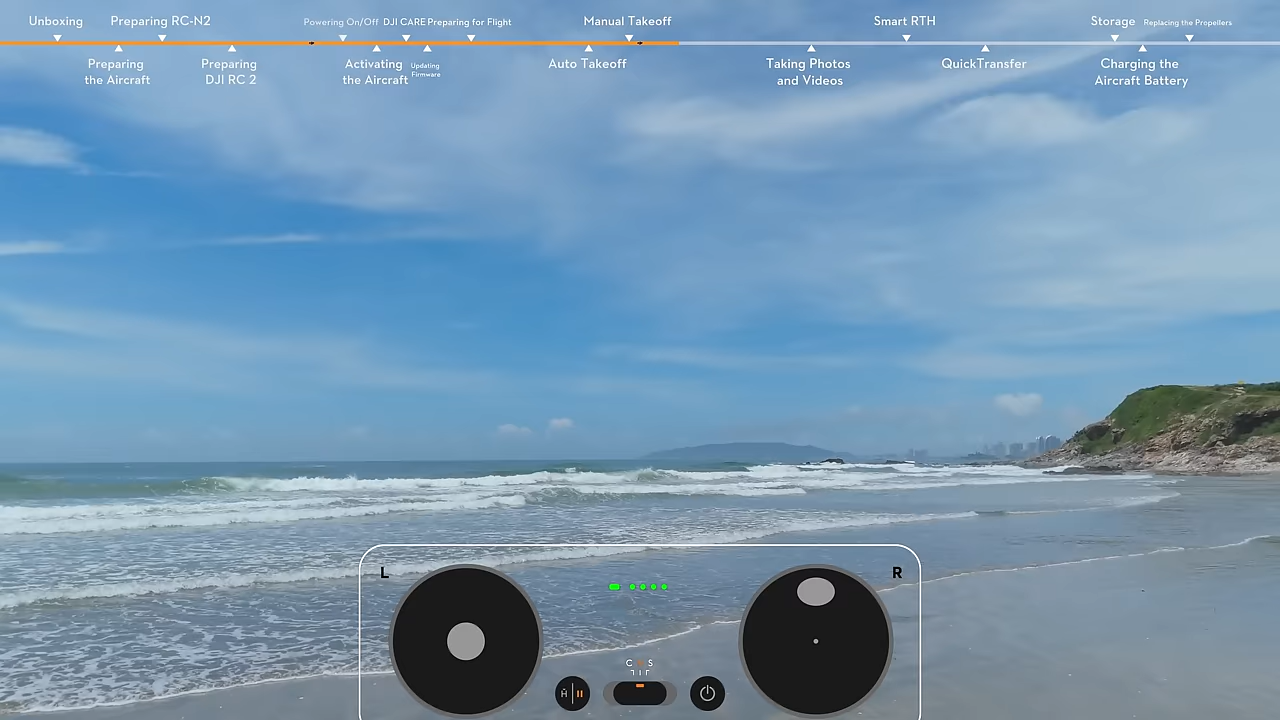 Unboxing
Preparing RC-N2
Powering On/Off
DJI CARE
Preparing for Flight
Manual Takeoff
Smart RTH
Storage
Replacing the Propellers
Preparing
the Aircraft
Preparing
DJI RC 2
Activating
the Aircraft
Updating
Firmware
Auto Takeoff
Taking Photos
and Videos
QuickTransfer
Charging the
Aircraft Battery
L
R
C N S
H